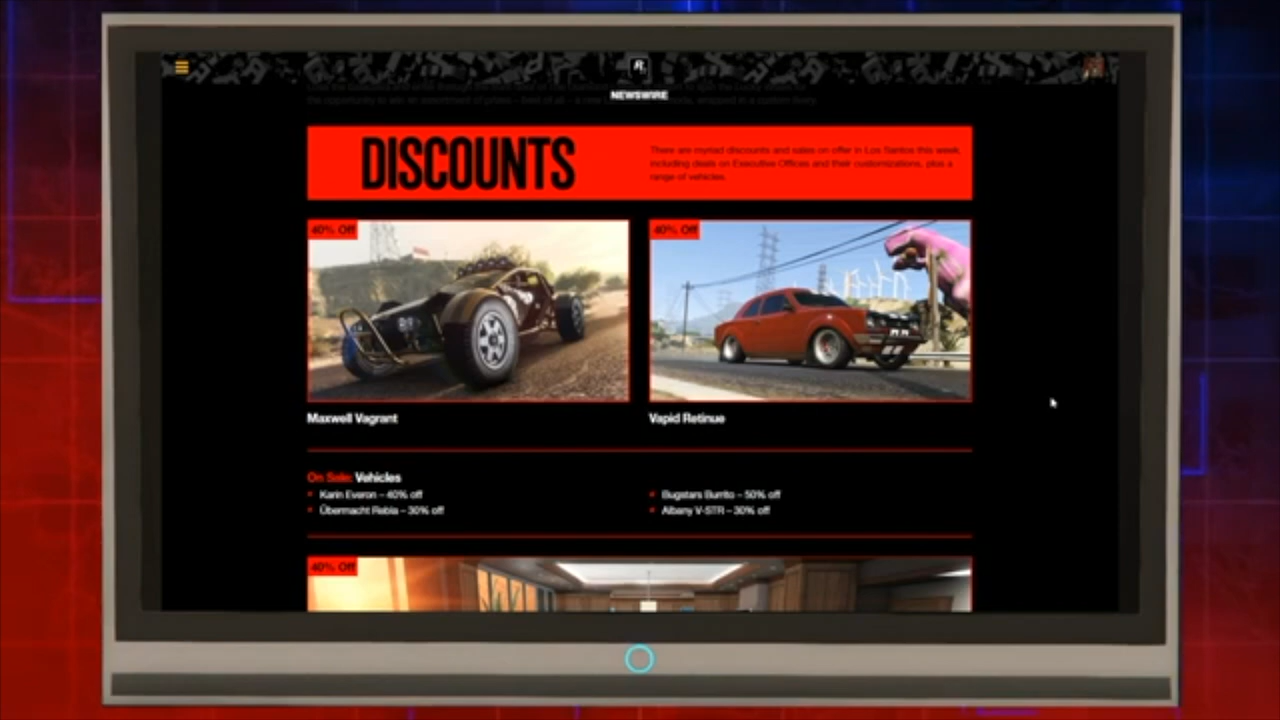 R
NEWSWIRE
DISCOUNTS
There are myriad discounts and sales on offer in Los Santos this week,
including deals on Executive Offices and their customizations, plus a
range of vehicles.
40% Off
40% Off
Maxwell Vagrant
Vapid Retinue
On Sale: Vehicles
Karin Everon – 40% off
Übermacht Rebla – 30% off
Bugstars Burrito – 50% off
Albany V-STR – 30% off
40% Off